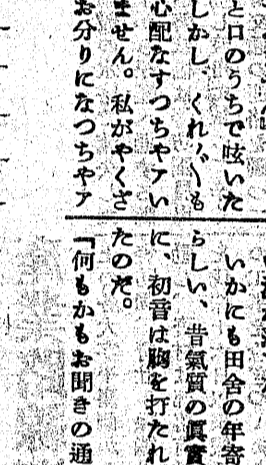 と口のうちで呟いた
しかし、くれ〴〵も
心配なすつちやアい
ません。私がやくざ
お分りになつちやア
いかにも田舎の年寄
らしい、昔氣質の眞實
に、初音は胸を打たれ
たのだ。
「何もかもお聞きの通